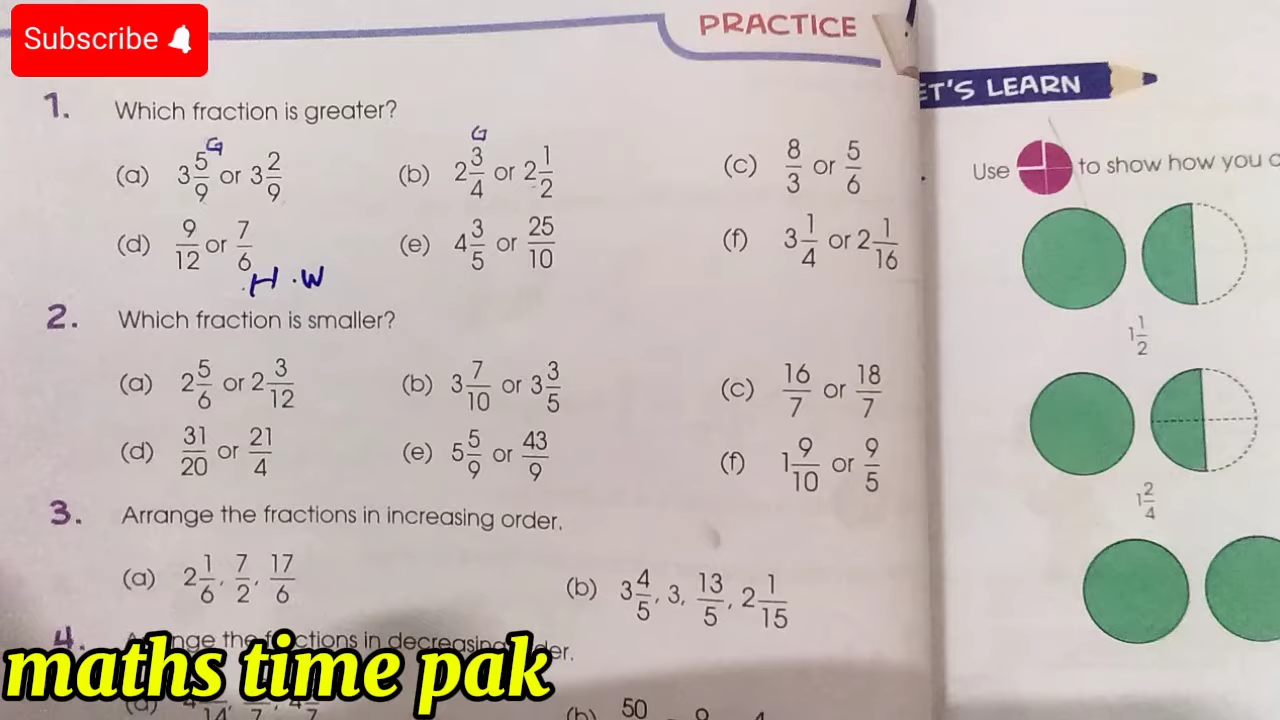 Subscribe
PRACTICE
1. Which fraction is greater?
G G
(a) 3 5/9 or 3 2/9 (b) 2 3/4 or 2 1/2 (c) 8/3 or 5/6
(d) 9/12 or 7/6 (e) 4 3/5 or 25/10 (f) 3 1/4 or 2 1/16
H.W
2. Which fraction is smaller?
(a) 2 5/6 or 2 3/12 (b) 3 7/10 or 3 3/5 (c) 16/7 or 18/7
(d) 31/20 or 21/4 (e) 5 5/9 or 43/9 (f) 1 9/10 or 9/5
3. Arrange the fractions in increasing order.
(a) 2 1/6, 7/2, 17/6 (b) 3 4/5, 3, 13/5, 2 1/15
4. the fractions in decreasing
maths time pak
(b) 50
LEARN
Use to show how you
1 1/2
1 2/4